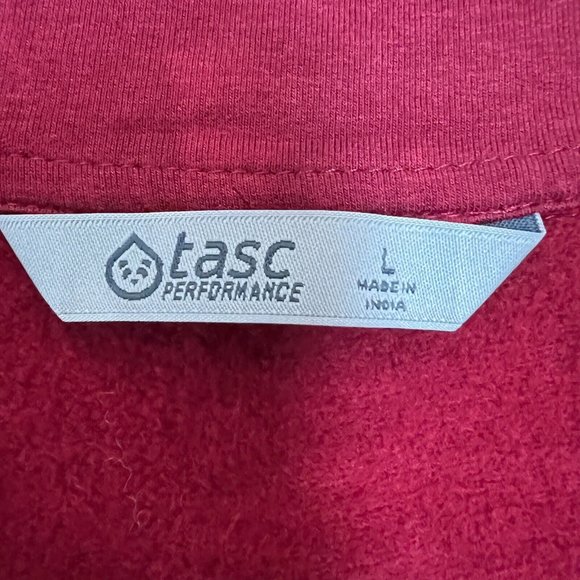 tasc
PERFORMANCE
L
MADE IN
INDIA